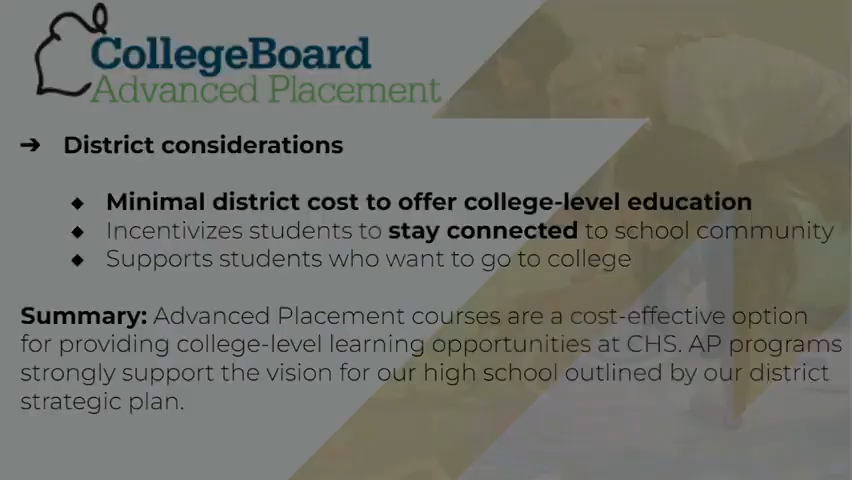 CollegeBoard
Advanced Placement
➔ District considerations
◆ Minimal district cost to offer college-level education
◆ Incentivizes students to stay connected to school community
◆ Supports students who want to go to college
Summary: Advanced Placement courses are a cost-effective option
for providing college-level learning opportunities at CHS. AP programs
strongly support the vision for our high school outlined by our district
strategic plan.